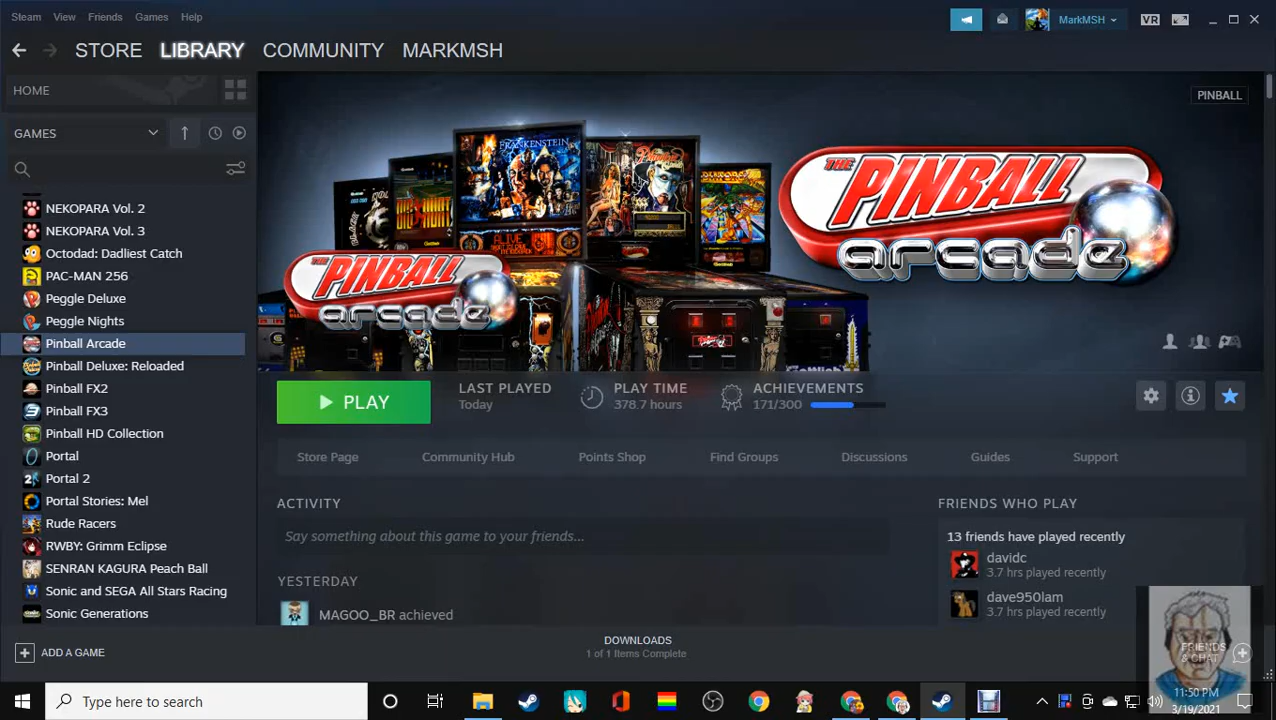 Steam View Friends Games Help
MarkMSH
VR
STORE LIBRARY COMMUNITY MARKMSH
HOME
GAMES
NEKOPARA Vol. 2
NEKOPARA Vol. 3
Octodad: Dadliest Catch
PAC-MAN 256
Peggle Deluxe
Peggle Nights
Pinball Arcade
Pinball Deluxe: Reloaded
Pinball FX2
Pinball FX3
Pinball HD Collection
Portal
Portal 2
Portal Stories: Mel
Rude Racers
RWBY: Grimm Eclipse
SENRAN KAGURA Peach Ball
Sonic and SEGA All Stars Racing
Sonic Generations
ADD A GAME
PINBALL
FRANKENSTEIN
THE PINBALL
arcade
THE PINBALL
arcade
PLAY
LAST PLAYED
Today
PLAY TIME
378.7 hours
ACHIEVEMENTS
171/300
Store Page Community Hub Points Shop Find Groups Discussions Guides Support
ACTIVITY
Say something about this game to your friends...
YESTERDAY
MAGOO_BR achieved
FRIENDS WHO PLAY
13 friends have played recently
davidc
3.7 hrs played recently
dave950lam
3.7 hrs played recently
DOWNLOADS
1 of 1 Items Complete
FRIENDS
& CHAT
Type here to search
11:50 PM
3/19/2021